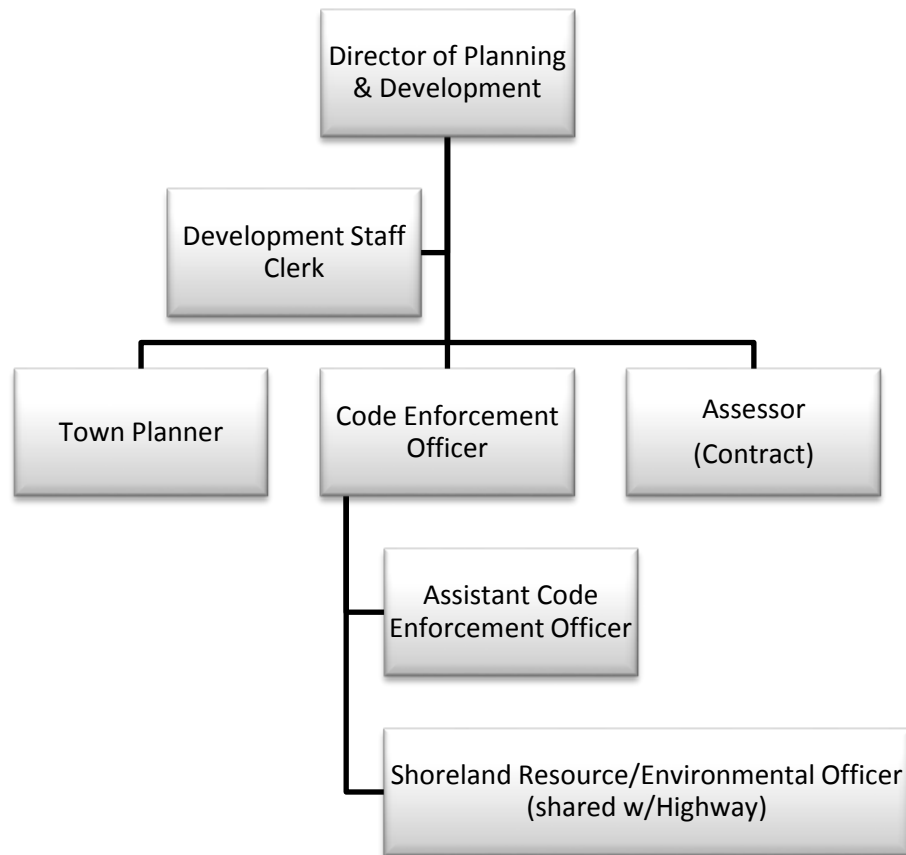 Director of Planning
& Development
Development Staff
Clerk
Town Planner
Code Enforcement
Officer
Assessor
(Contract)
Assistant Code
Enforcement Officer
Shoreland Resource/Environmental Officer
(shared w/Highway)